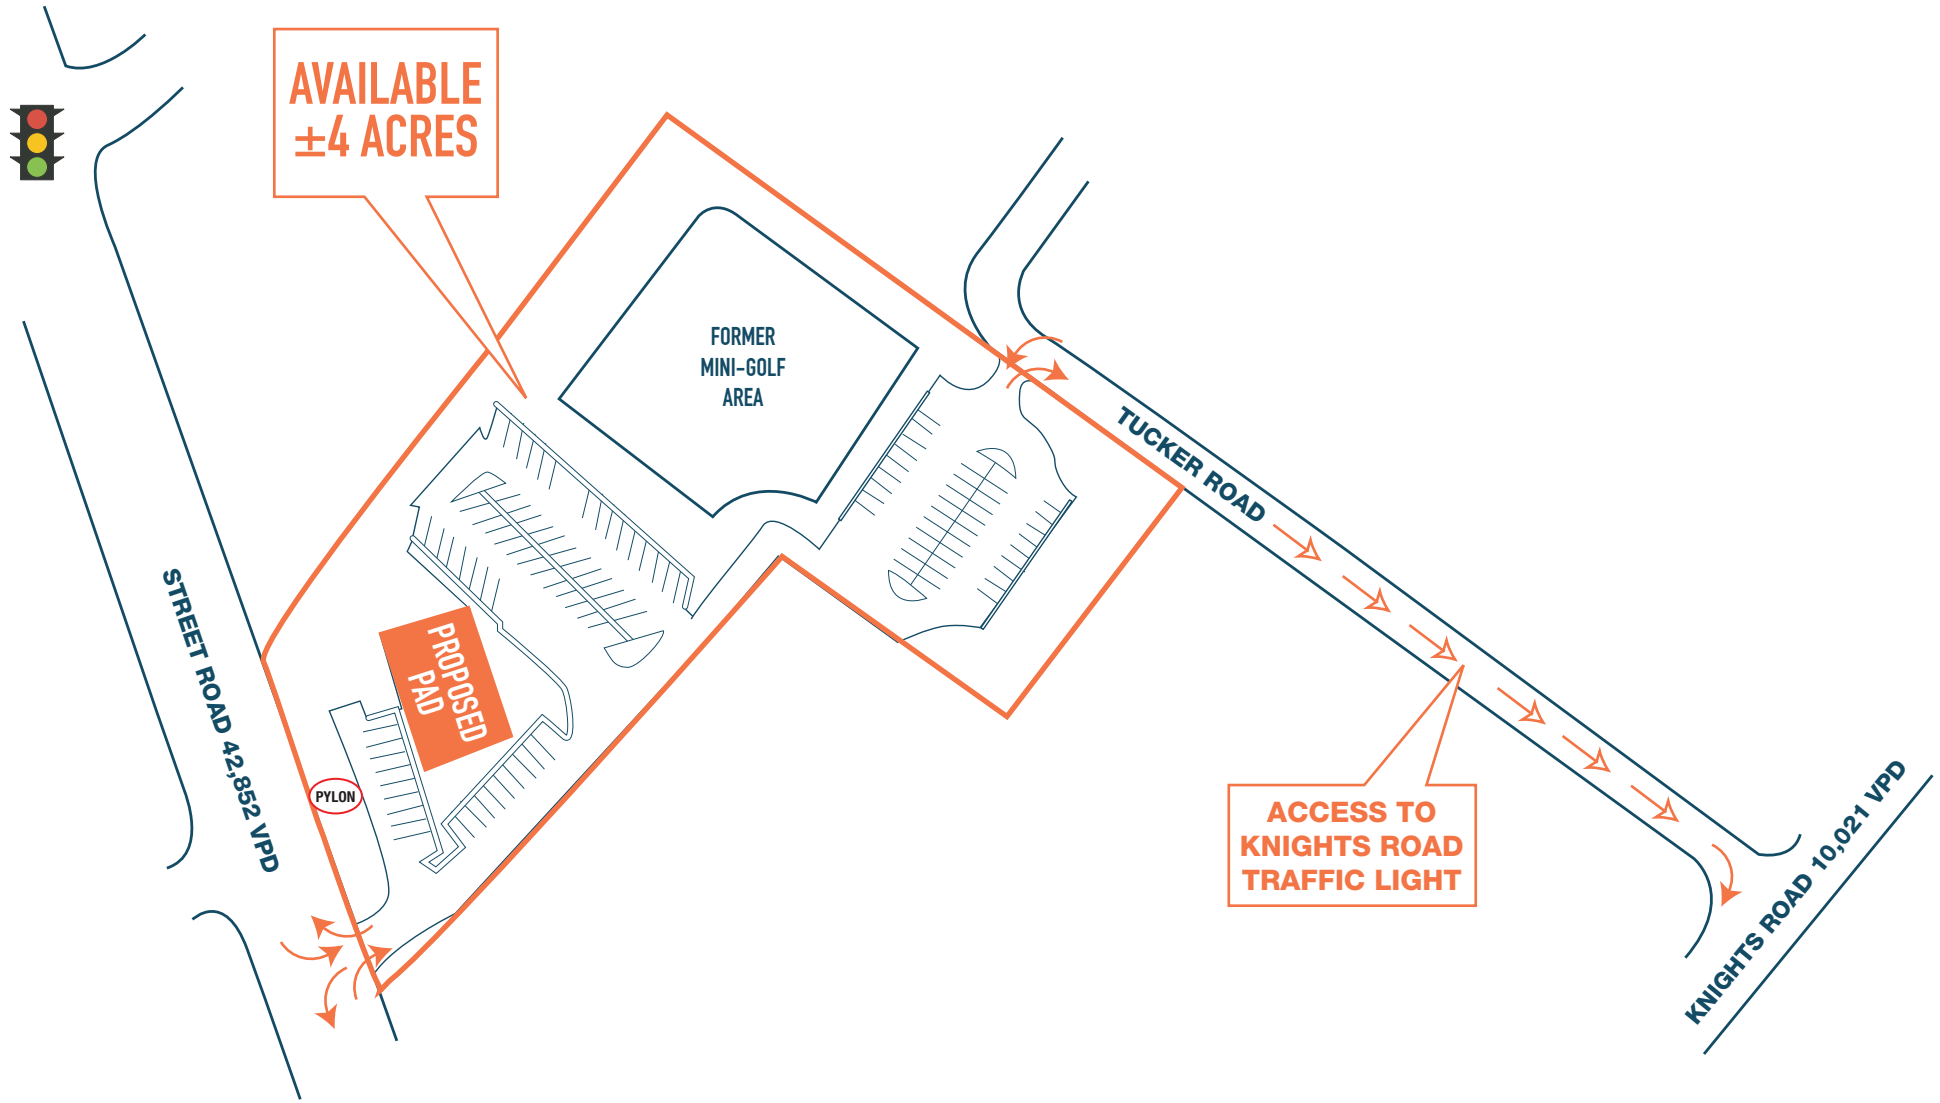 AVAILABLE
±4 ACRES
FORMER
MINI-GOLF
AREA
TUCKER ROAD
STREET ROAD 42,852 VPD
PROPOSED
PAD
PYLON
ACCESS TO
KNIGHTS ROAD
TRAFFIC LIGHT
KNIGHTS ROAD 10,021 VPD